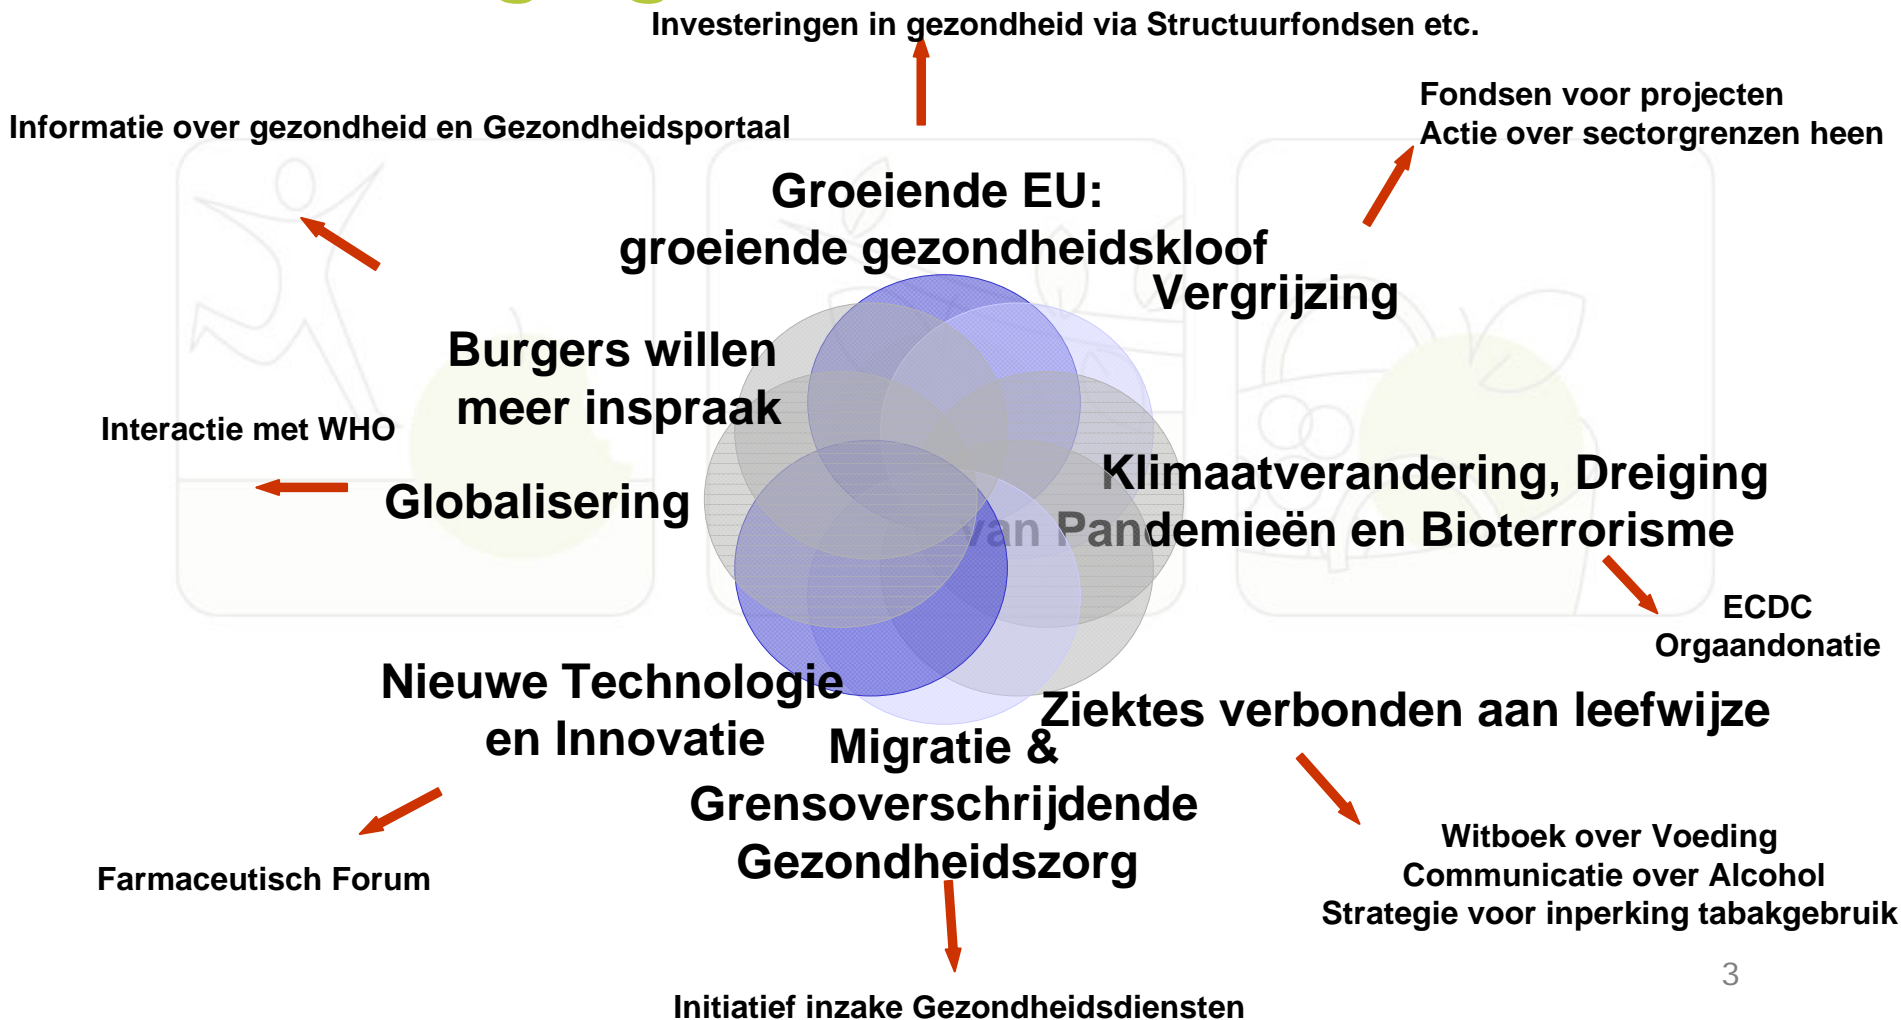 Investeringen in gezondheid via Structuurfondsen etc.
Fondsen voor projecten
Actie over sectorgrenzen heen
Informatie over gezondheid en Gezondheidsportaal
Groeiende EU:
groeiende gezondheidskloof
Vergrijzing
Burgers willen
meer inspraak
Interactie met WHO
Globalisering
Klimaatverandering, Dreiging
van Pandemieën en Bioterrorisme
ECDC
Orgaandonatie
Nieuwe Technologie
en Innovatie
Ziektes verbonden aan leefwijze
Migratie &
Grensoverschrijdende
Gezondheidszorg
Farmaceutisch Forum
Witboek over Voeding
Communicatie over Alcohol
Strategie voor inperking tabakgebruik
3
Initiatief inzake Gezondheidsdiensten